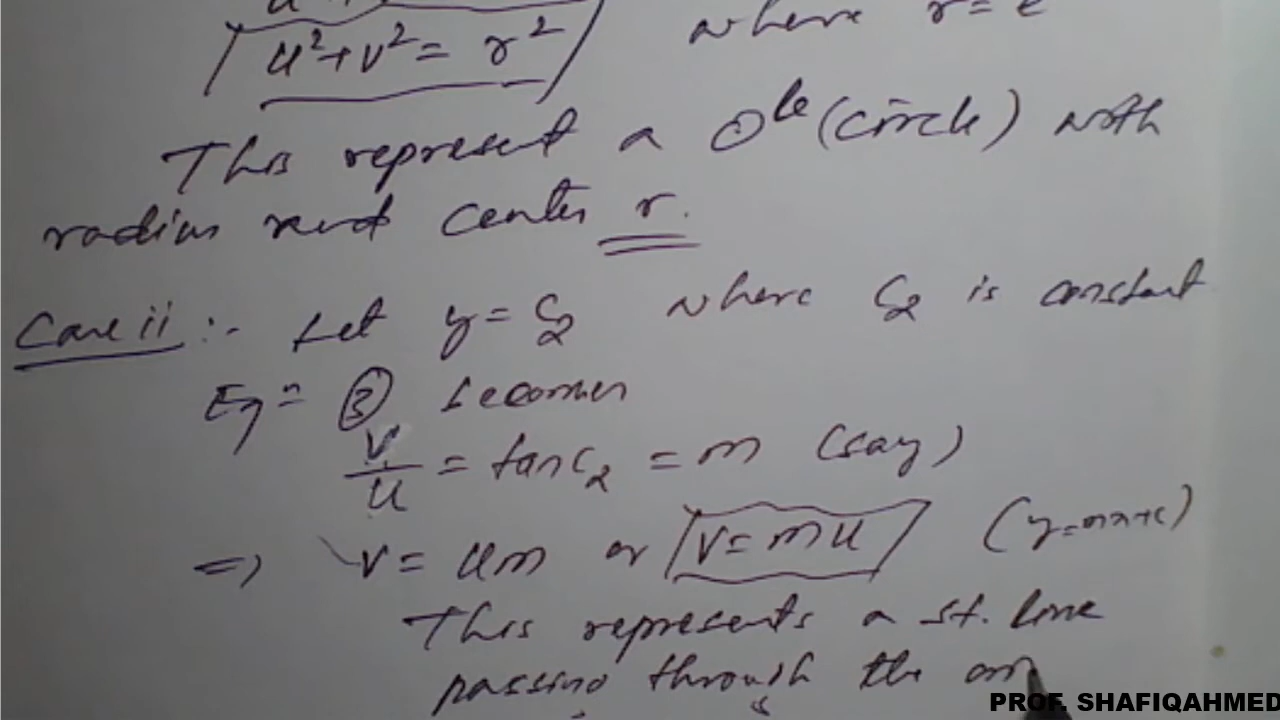 u²+v² = r² where r = e
This represent a ⊙le (circle) with
radius and center r.
Case ii :- Let y = c₂ where c₂ is constant
Eqⁿ ③ becomes
v/u = tan c₂ = m (say)
⇒ v = um or v = mu (y=mx+c)
This represents a st. line
passing through the ori
PROF. SHAFIQAHMED